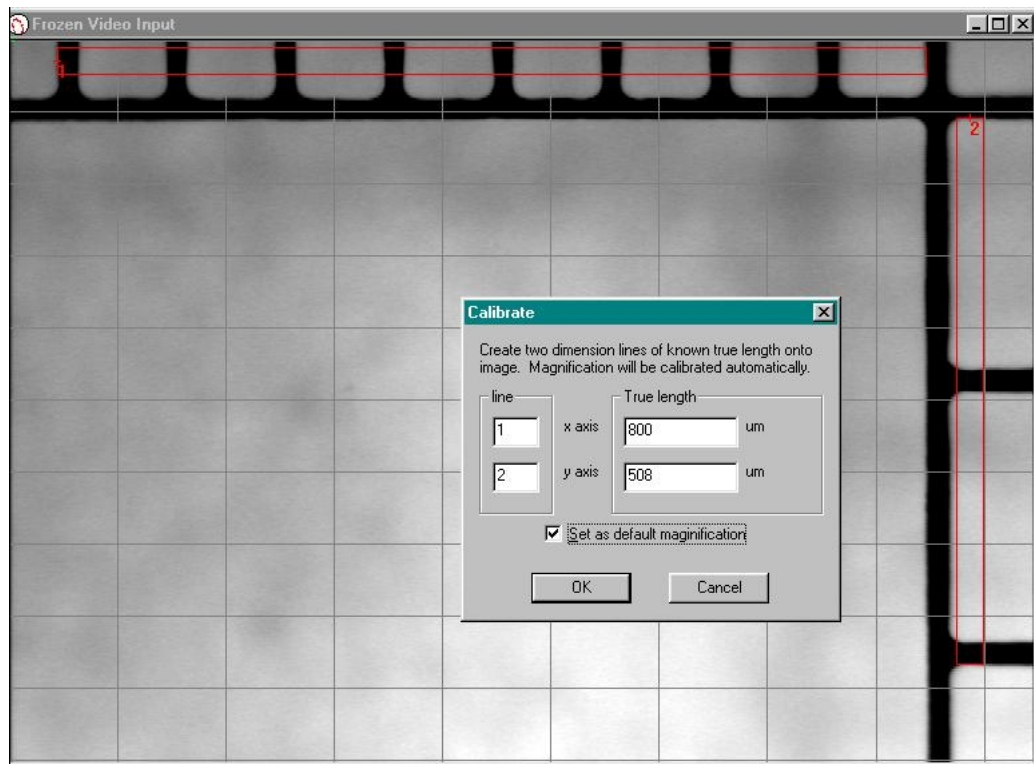 Frozen Video Input
1
2
Calibrate
Create two dimension lines of known true length onto
image. Magnification will be calibrated automatically.
line
True length
1 x axis 800 um
2 y axis 508 um
Set as default maginification
OK Cancel